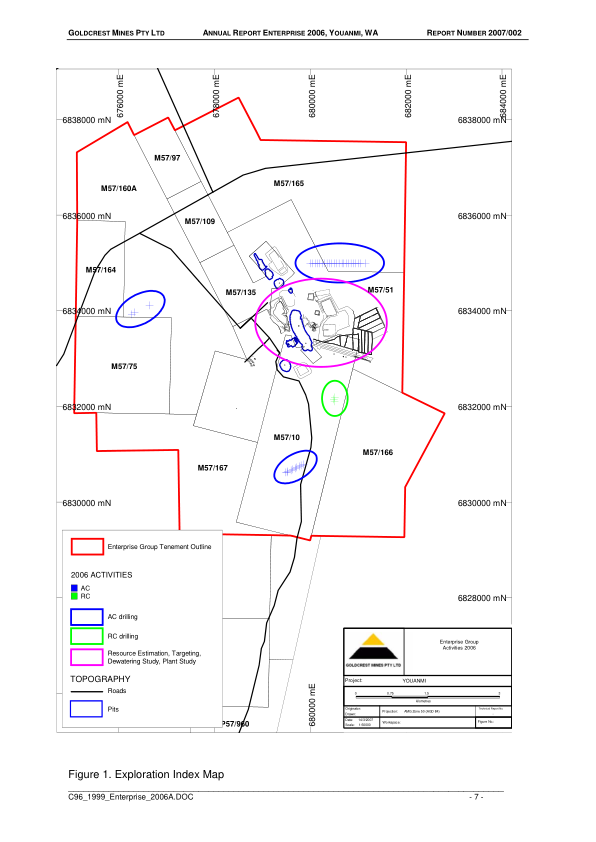 GOLDCREST MINES PTY LTD ANNUAL REPORT ENTERPRISE 2006, YOUANMI, WA REPORT NUMBER 2007/002
676000 mE
678000 mE
680000 mE
682000 mE
684000 mE
6838000 mN 6838000 mN
M57/97
M57/160A
M57/165
6836000 mN 6836000 mN
M57/109
M57/164
M57/135
M57/51
6834000 mN 6834000 mN
M57/75
6832000 mN 6832000 mN
M57/10
M57/166
M57/167
6830000 mN 6830000 mN
Enterprise Group Tenement Outline
2006 ACTIVITIES
AC
RC
6828000 mN
AC drilling
RC drilling
Resource Estimation, Targeting,
Dewatering Study, Plant Study
TOPOGRAPHY
Roads
Pits
P57/960
680000 mE
GOLDCREST MINES PTY LTD
Enterprise Group
Activities 2006
Project: YOUANMI
Figure 1. Exploration Index Map
C96_1999_Enterprise_2006A.DOC - 7 -